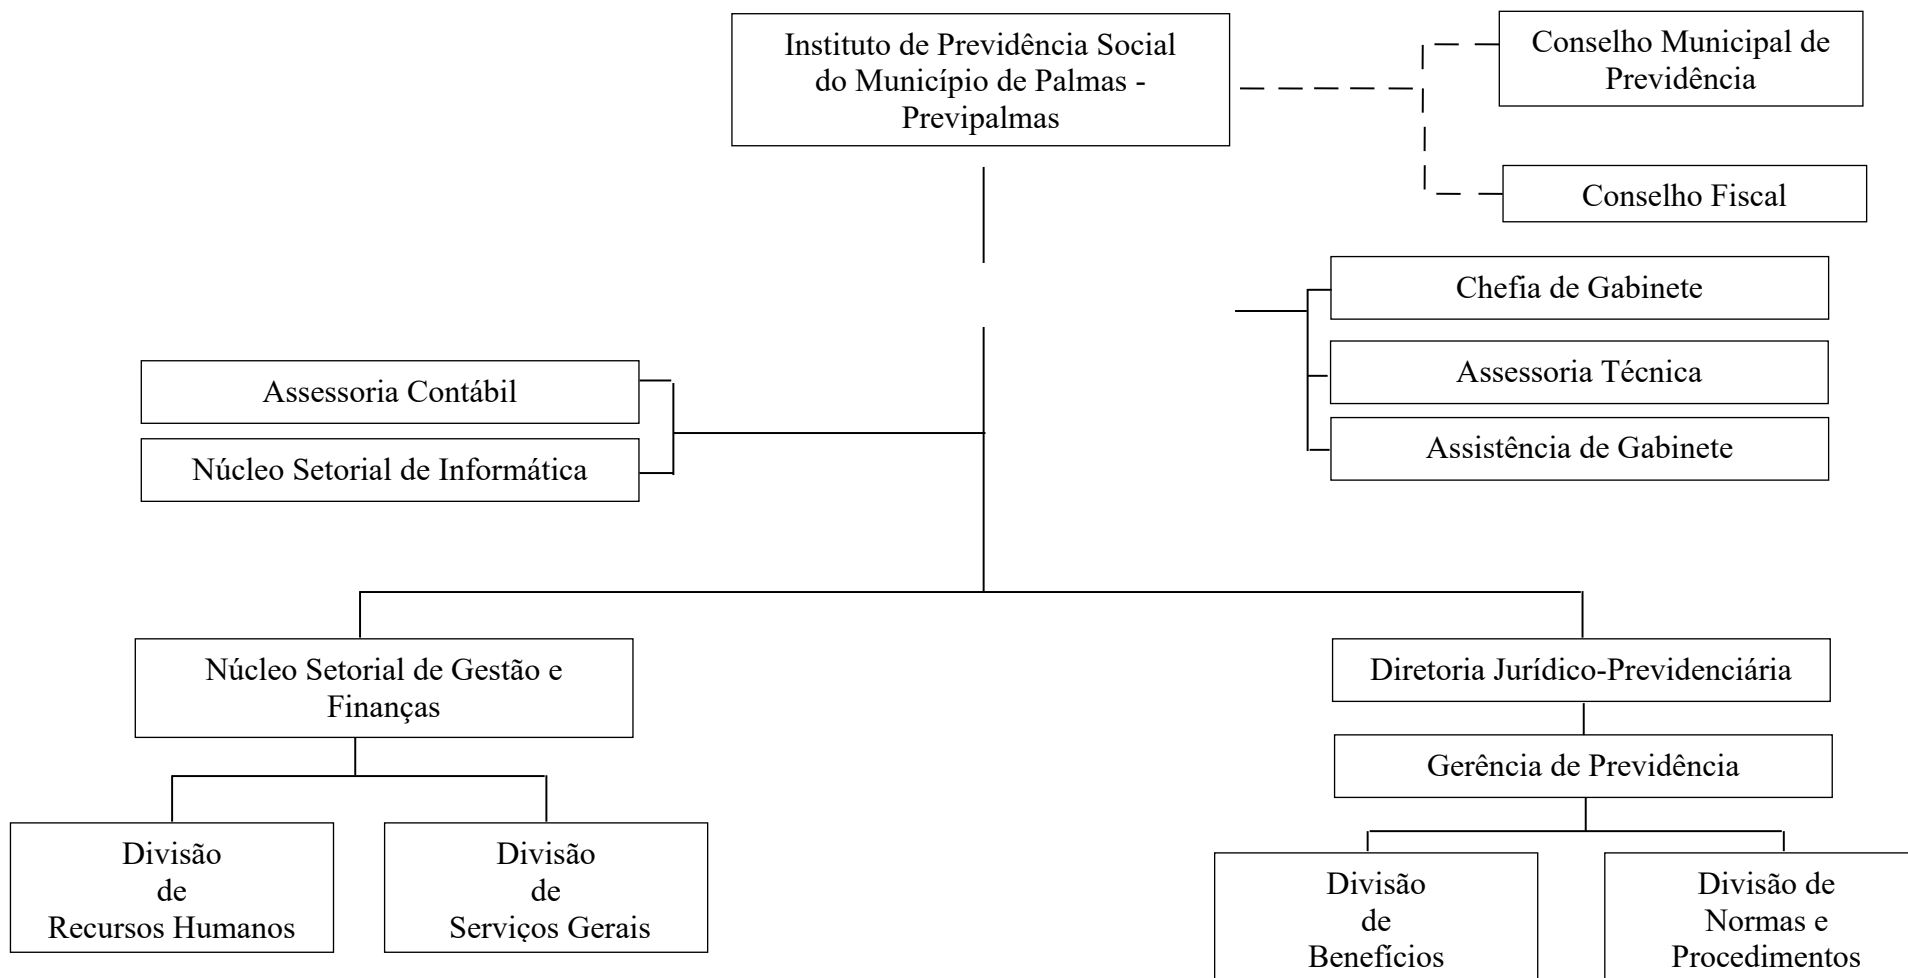 Instituto de Previdência Social
do Município de Palmas -
Previpalmas
Conselho Municipal de
Previdência
Conselho Fiscal
Chefia de Gabinete
Assessoria Técnica
Assistência de Gabinete
Assessoria Contábil
Núcleo Setorial de Informática
Núcleo Setorial de Gestão e
Finanças
Diretoria Jurídico-Previdenciária
Gerência de Previdência
Divisão
de
Recursos Humanos
Divisão
de
Serviços Gerais
Divisão
de
Benefícios
Divisão de
Normas e
Procedimentos